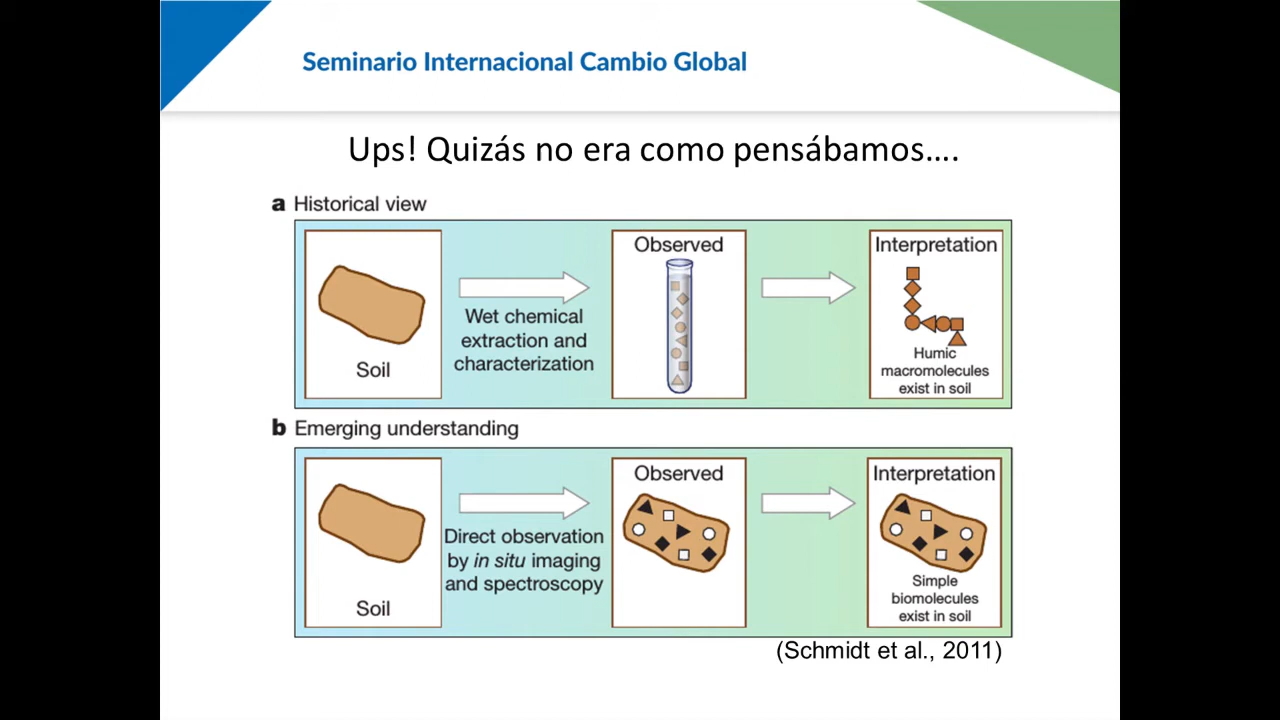 Seminario Internacional Cambio Global
Ups! Quizás no era como pensábamos....
a Historical view
Soil
Wet chemical
extraction and
characterization
Observed
Interpretation
Humic
macromolecules
exist in soil
b Emerging understanding
Soil
Direct observation
by in situ imaging
and spectroscopy
Observed
Interpretation
Simple
biomolecules
exist in soil
(Schmidt et al., 2011)